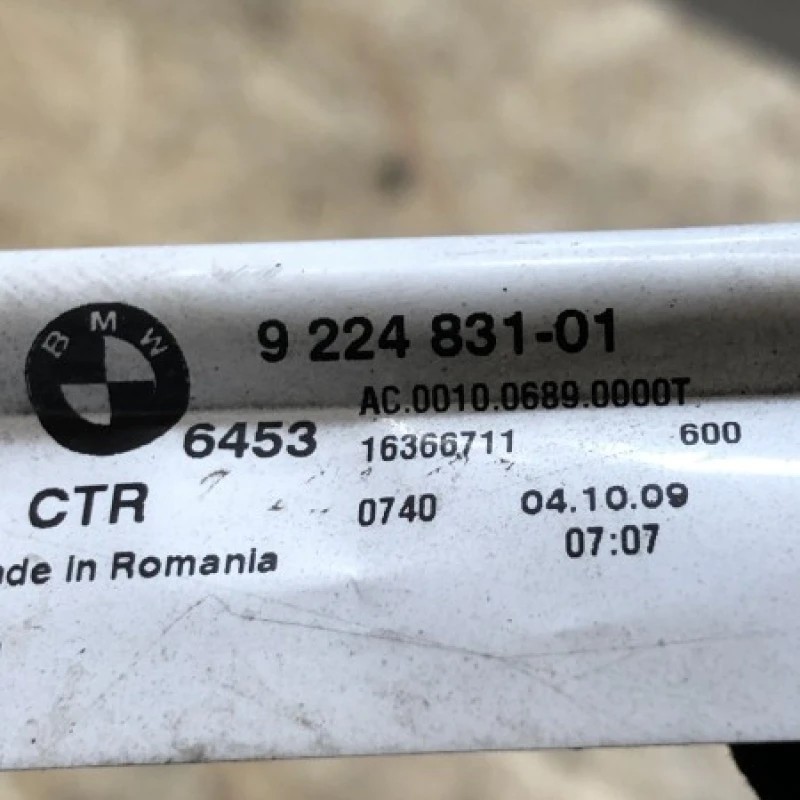 BMW
9 224 831-01
AC.0010.0689.0000T
6453 16366711 600
CTR 0740 04.10.09
07:07
ade in Romania